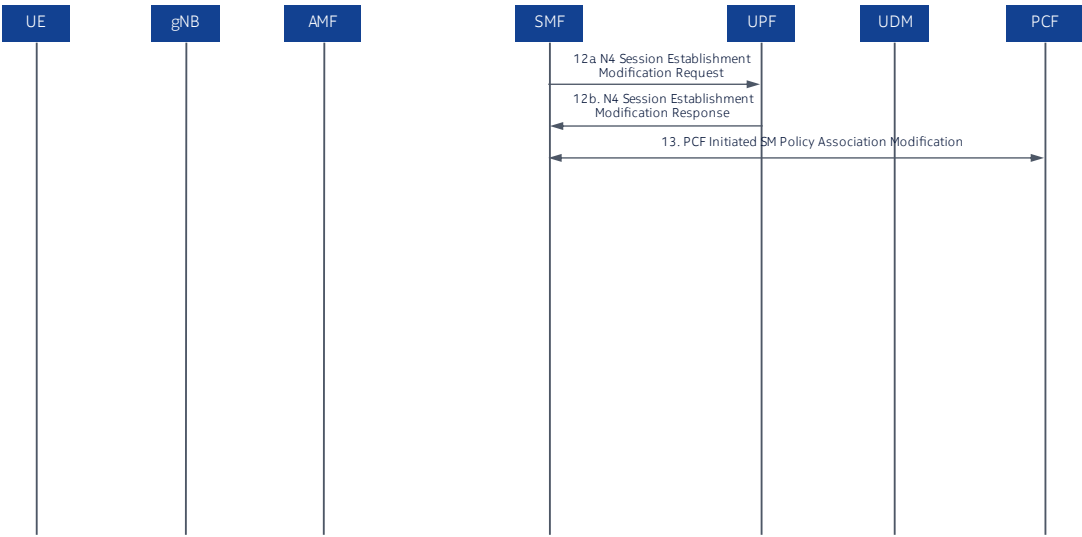 UE
gNB
AMF
SMF
UPF
UDM
PCF
12a N4 Session Establishment
Modification Request
12b. N4 Session Establishment
Modification Response
13. PCF Initiated SM Policy Association Modification